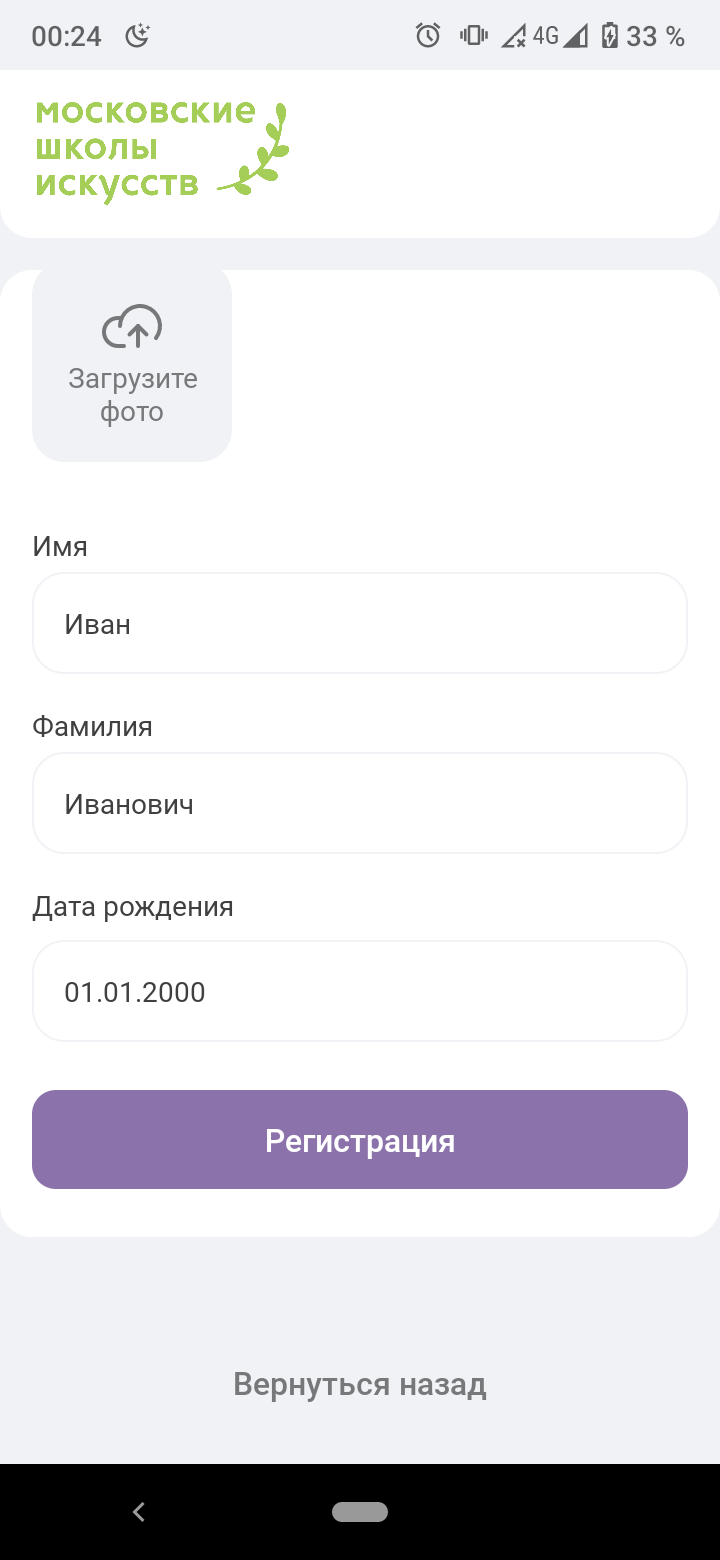 00:24 4G 33 %
московские
школы
искусств
Загрузите
фото
Имя
Иван
Фамилия
Иванович
Дата рождения
01.01.2000
Регистрация
Вернуться назад